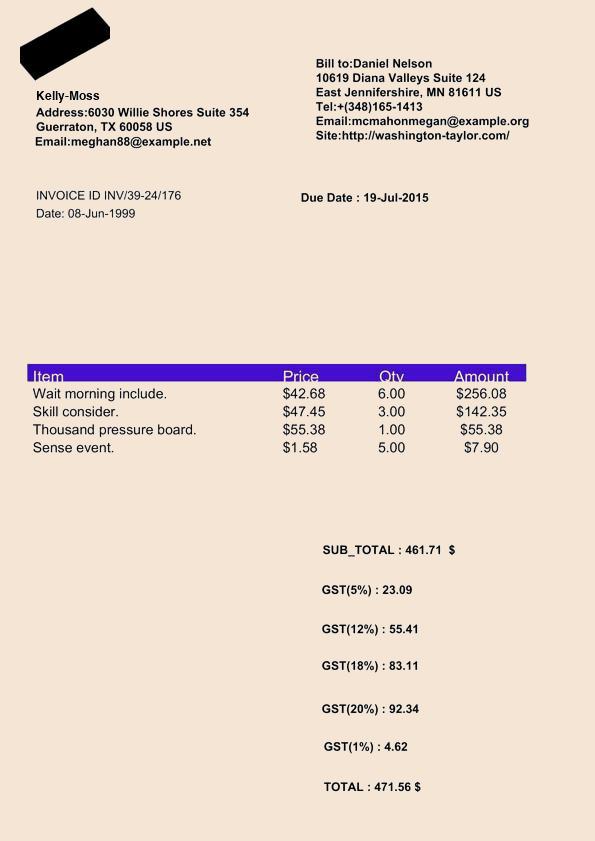 Kelly-Moss
Address:6030 Willie Shores Suite 354
Guerraton, TX 60058 US
Email:meghan88@example.net
Bill to:Daniel Nelson
10619 Diana Valleys Suite 124
East Jennifershire, MN 81611 US
Tel:+(348)165-1413
Email:mcmahonmegan@example.org
Site:http://washington-taylor.com/
INVOICE ID INV/39-24/176
Date: 08-Jun-1999
Due Date : 19-Jul-2015
Item Price Qty Amount
Wait morning include. $42.68 6.00 $256.08
Skill consider. $47.45 3.00 $142.35
Thousand pressure board. $55.38 1.00 $55.38
Sense event. $1.58 5.00 $7.90
SUB_TOTAL : 461.71 $
GST(5%) : 23.09
GST(12%) : 55.41
GST(18%) : 83.11
GST(20%) : 92.34
GST(1%) : 4.62
TOTAL : 471.56 $